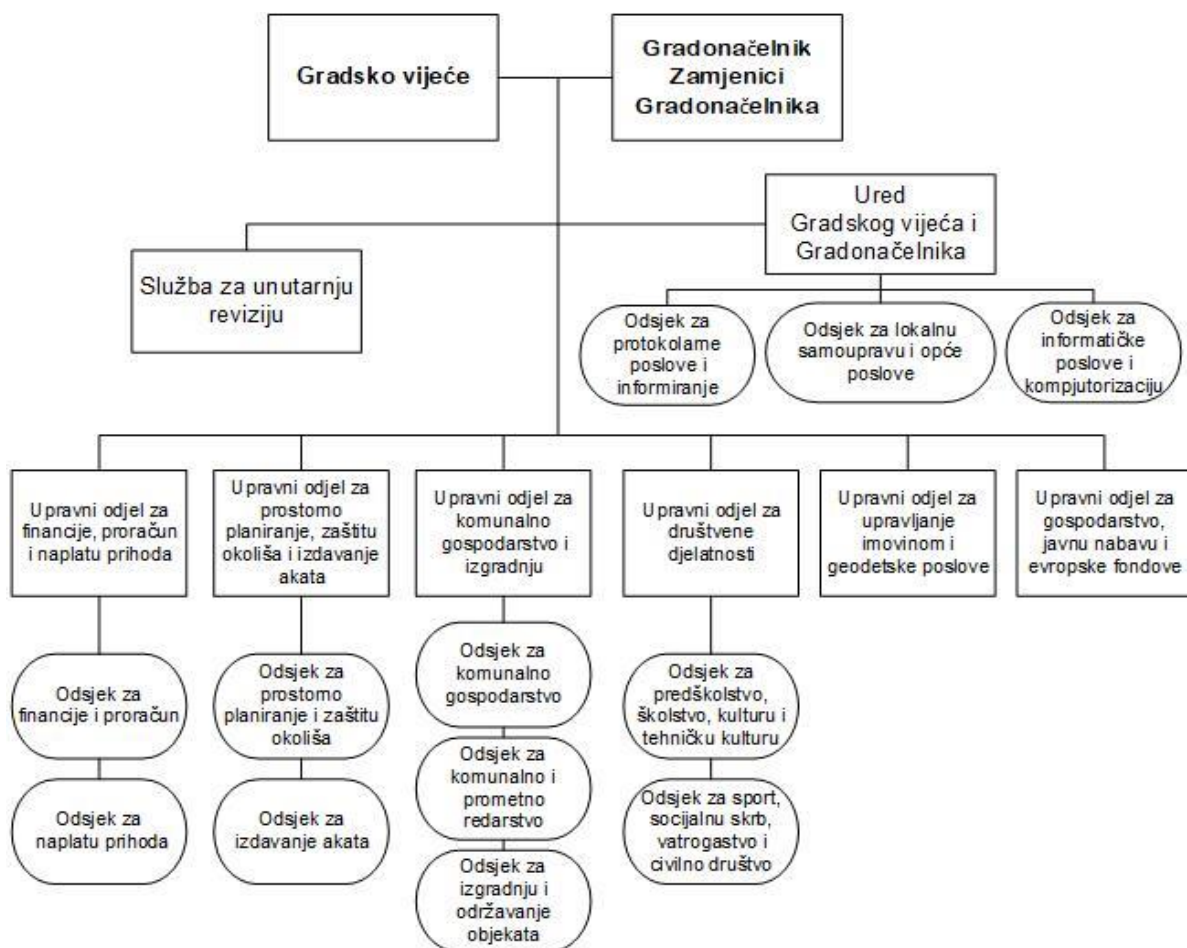 Gradsko vijeće
Gradonačelnik
Zamjenici
Gradonačelnika
Ured
Gradskog vijeća i
Gradonačelnika
Služba za unutarnju
reviziju
Odsjek za
protokolarne
poslove i
informiranje
Odsjek za lokalnu
samoupravu i opće
poslove
Odsjek za
informatičke
poslove i
kompjutorizaciju
Upravni odjel za
financije, proračun
i naplatu prihoda
Upravni odjel za
prostorno
planiranje, zaštitu
okoliša i izdavanje
akata
Upravni odjel za
komunalno
gospodarstvo i
izgradnju
Upravni odjel za
društvene
djelatnosti
Upravni odjel za
upravljanje
imovinom i
geodetske poslove
Upravni odjel za
gospodarstvo,
javnu nabavu i
evropske fondove
Odsjek za
financije i proračun
Odsjek za
prostorno
planiranje i zaštitu
okoliša
Odsjek za
komunalno
gospodarstvo
Odsjek za
predškolstvo,
školstvo, kulturu i
tehničku kulturu
Odsjek za
naplatu prihoda
Odsjek za
izdavanje akata
Odsjek za
komunalno i
prometno
redarstvo
Odsjek za sport,
socijalnu skrb,
vatrogastvo i
civilno društvo
Odsjek za
izgradnju i
održavanje
objekata